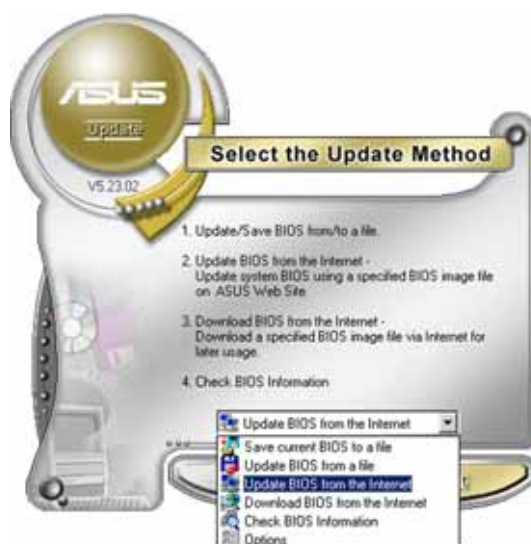 ASUS
Update
V5.23.02
Select the Update Method
1. Update/Save BIOS from/to a file.
2. Update BIOS from the Internet -
Update system BIOS using a specified BIOS image file
on ASUS Web Site.
3. Download BIOS from the Internet -
Download a specified BIOS image file via Internet for
later usage.
4. Check BIOS Information
Update BIOS from the Internet
Save current BIOS to a file
Update BIOS from a file
Update BIOS from the Internet
Download BIOS from the Internet
Check BIOS Information
Options